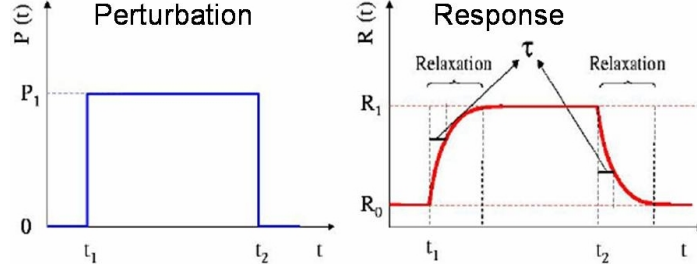 Perturbation
P (t)
P1
0
t1
t2
t
Response
R (t)
τ
Relaxation
Relaxation
R1
R0
t1
t2
t